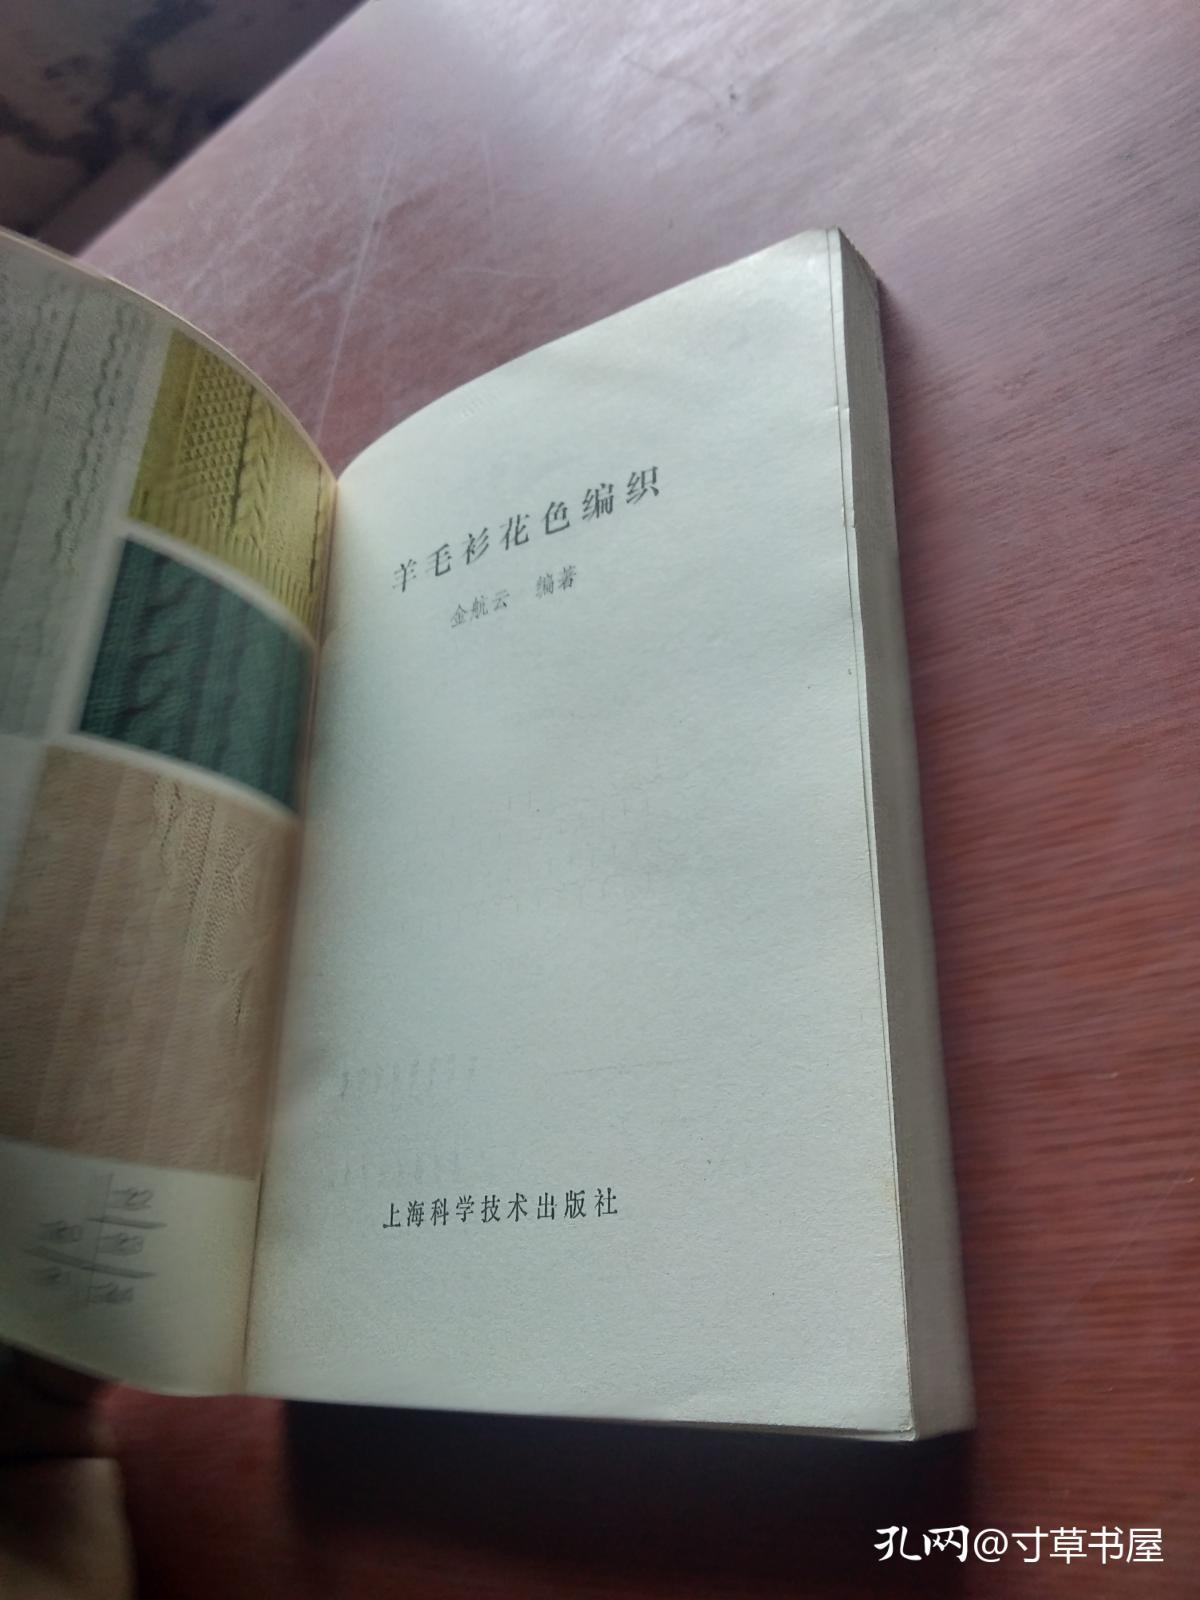 羊毛衫花色编织
金航云 编著
上海科学技术出版社
孔网@寸草书屋